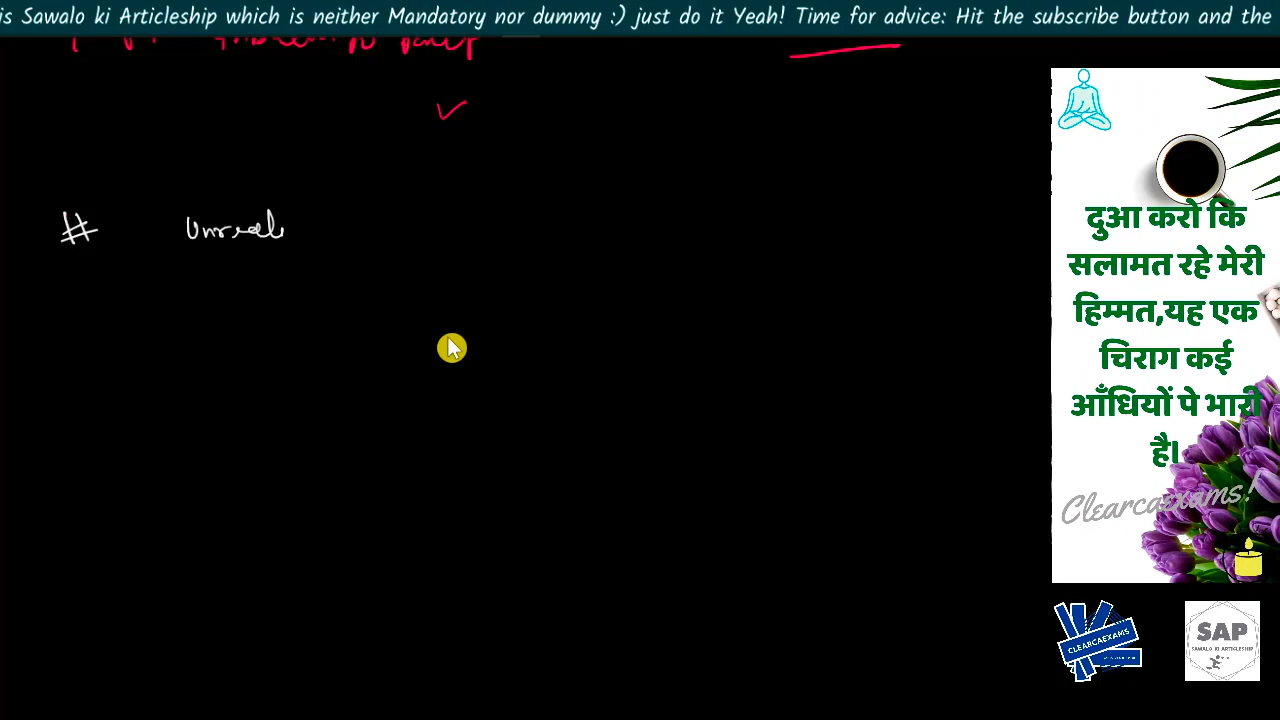 is Sawalo ki Articleship which is neither Mandatory nor dummy :) just do it Yeah! Time for advice: Hit the subscribe button and the
# Unreal
दुआ करो कि
सलामत रहे मेरी
हिम्मत,यह एक
चिराग कई
आँधियों पे भारी
है।
Clearcaexams!
CLEARCAEXAMS
SAP
SAWALO KI ARTICLESHIP